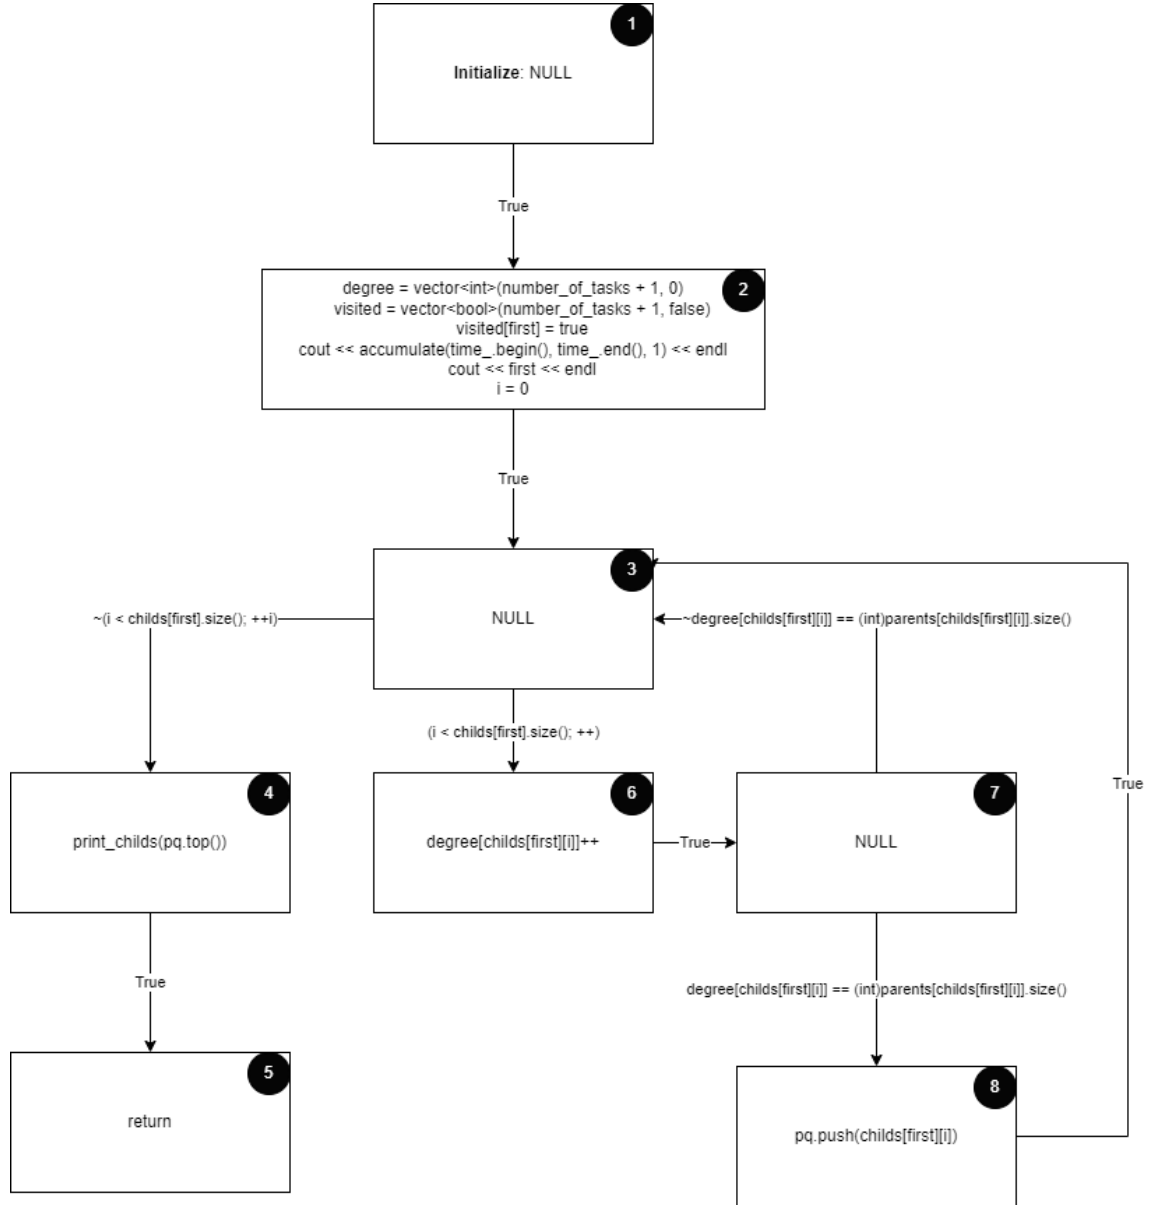 1
Initialize: NULL
True
2
degree = vector<int>(number_of_tasks + 1, 0)
visited = vector<bool>(number_of_tasks + 1, false)
visited[first] = true
cout << accumulate(time_.begin(), time_.end(), 1) << endl
cout << first << endl
i = 0
True
3
NULL
~(i < childs[first].size(); ++i)
~degree[childs[first][i]] == (int)parents[childs[first][i]].size()
(i < childs[first].size(); ++)
True
4
print_childs(pq.top())
6
degree[childs[first][i]]++
True
7
NULL
True
degree[childs[first][i]] == (int)parents[childs[first][i]].size()
5
return
8
pq.push(childs[first][i])